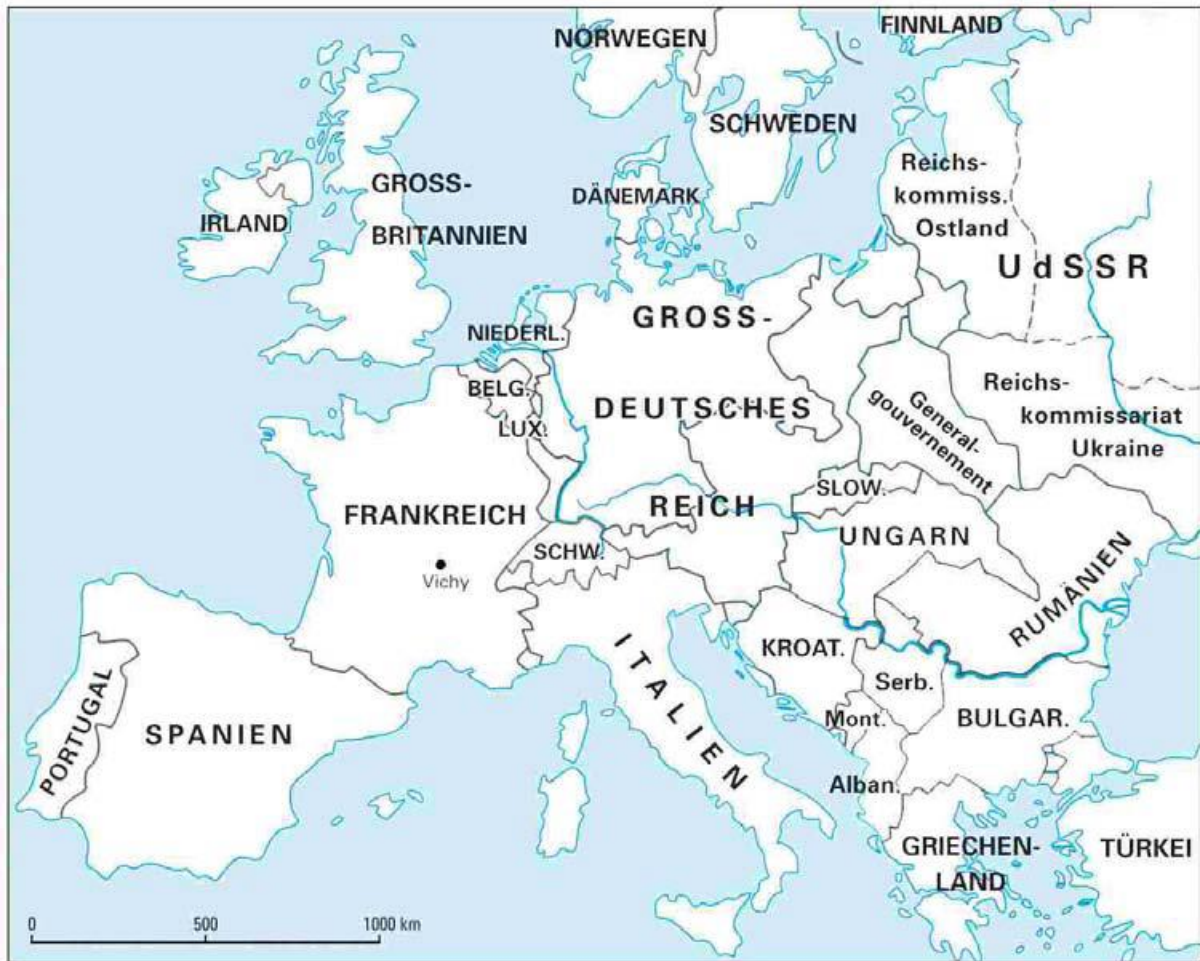 NORWEGEN
FINNLAND
SCHWEDEN
Reichs-
kommiss.
Ostland
GROSS-
BRITANNIEN
IRLAND
DÄNEMARK
UdSSR
NIEDERL.
GROSS-
DEUTSCHES
REICH
BELG.
LUX.
Reichs-
kommissariat
Ukraine
General-
gouvernement
SLOW.
FRANKREICH
Vichy
SCHW.
UNGARN
RUMÄNIEN
ITALIEN
KROAT.
Serb.
Mont.
BULGAR.
PORTUGAL
SPANIEN
Alban.
GRIECHEN-
LAND
TÜRKEI
0 500 1000 km